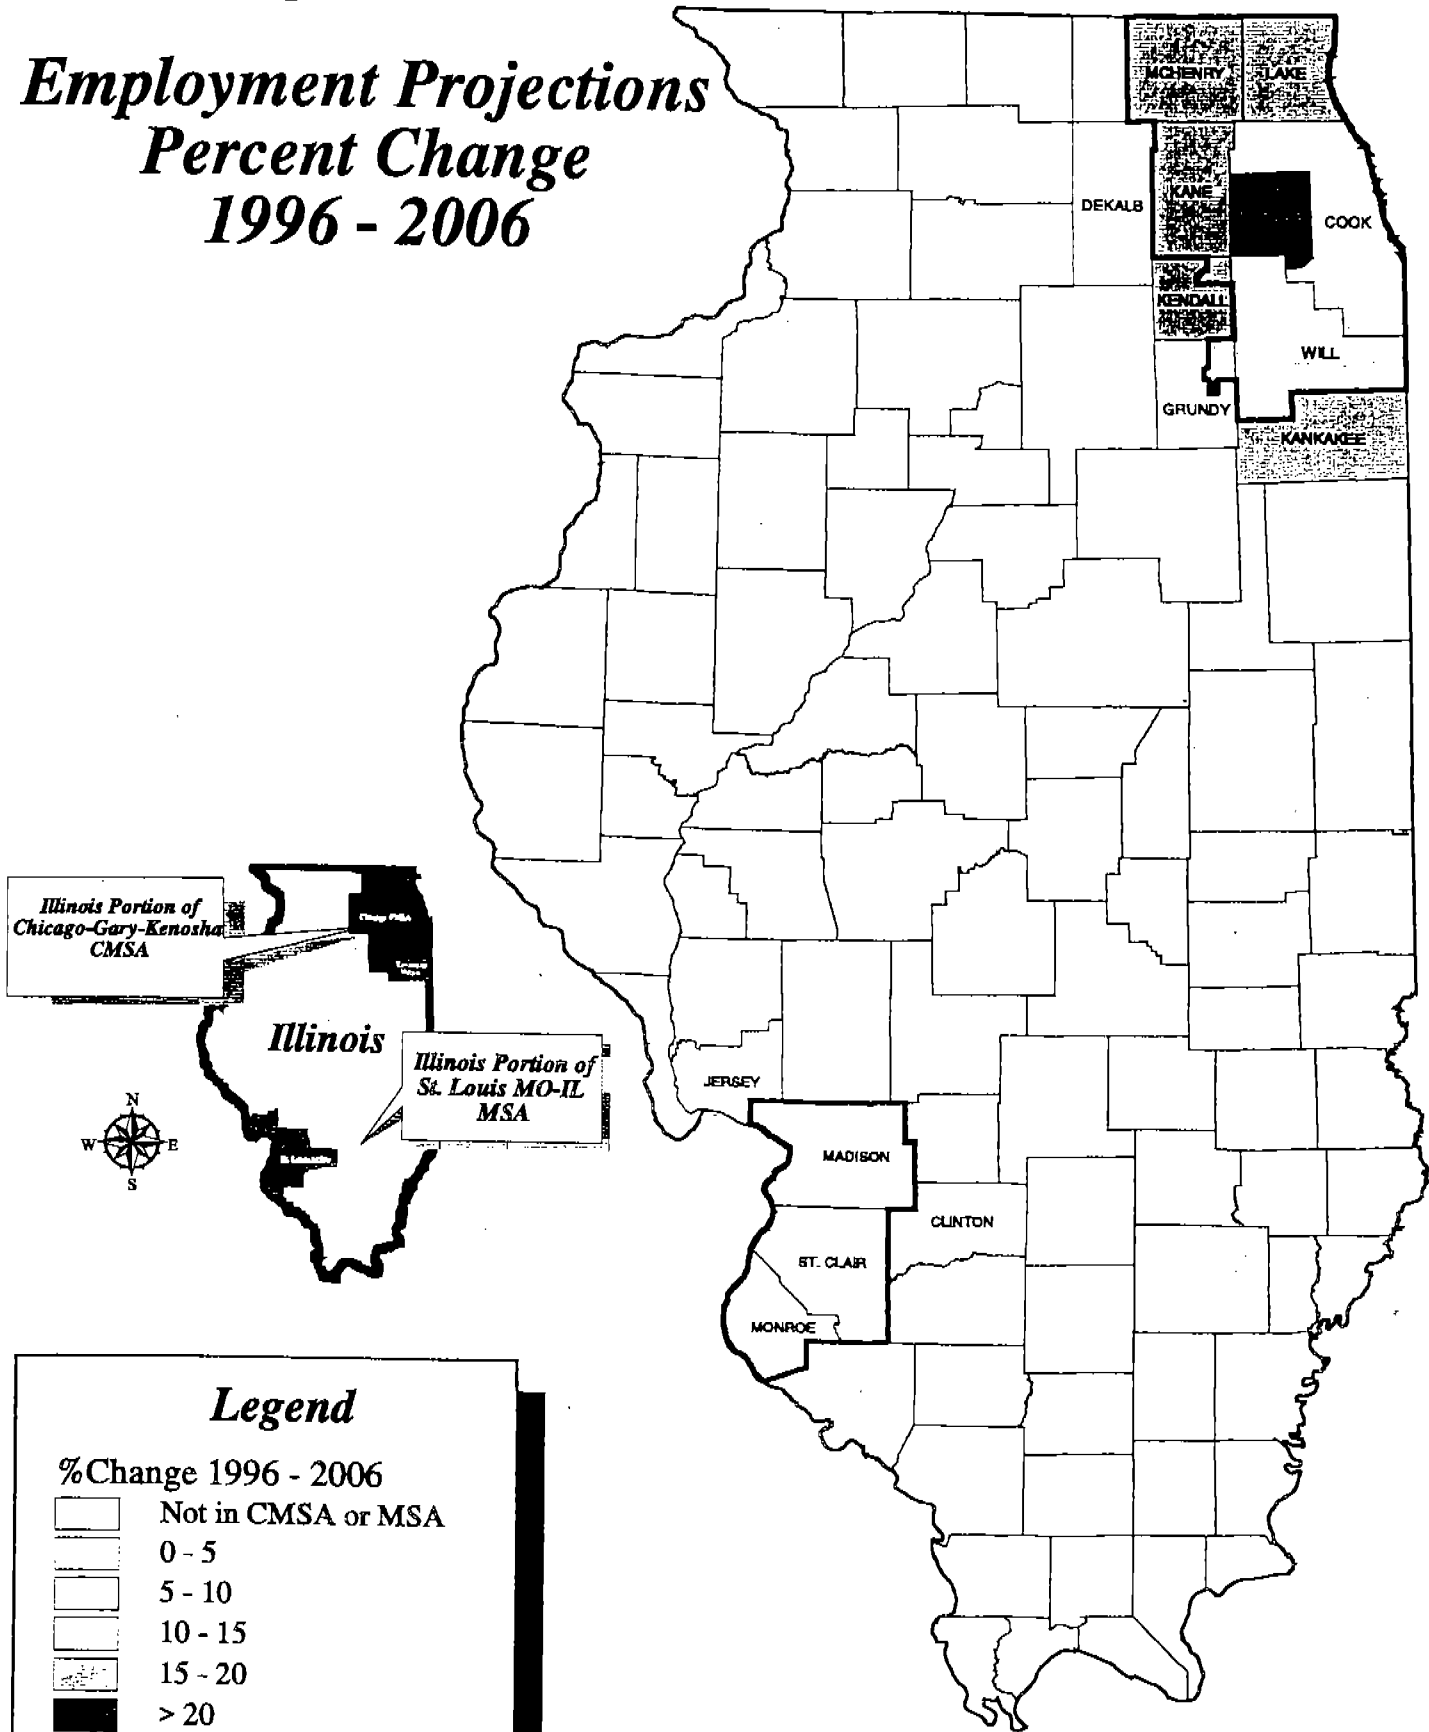 Employment Projections
Percent Change
1996 - 2006
MCHENRY
LAKE
KANE
DEKALB
COOK
KENDALL
WILL
GRUNDY
KANKAKEE
Illinois Portion of
Chicago-Gary-Kenosha
CMSA
Illinois
Illinois Portion of
St. Louis MO-IL
MSA
N
W
E
S
JERSEY
MADISON
CLINTON
ST. CLAIR
MONROE
Legend
%Change 1996 - 2006
Not in CMSA or MSA
0 - 5
5 - 10
10 - 15
15 - 20
> 20